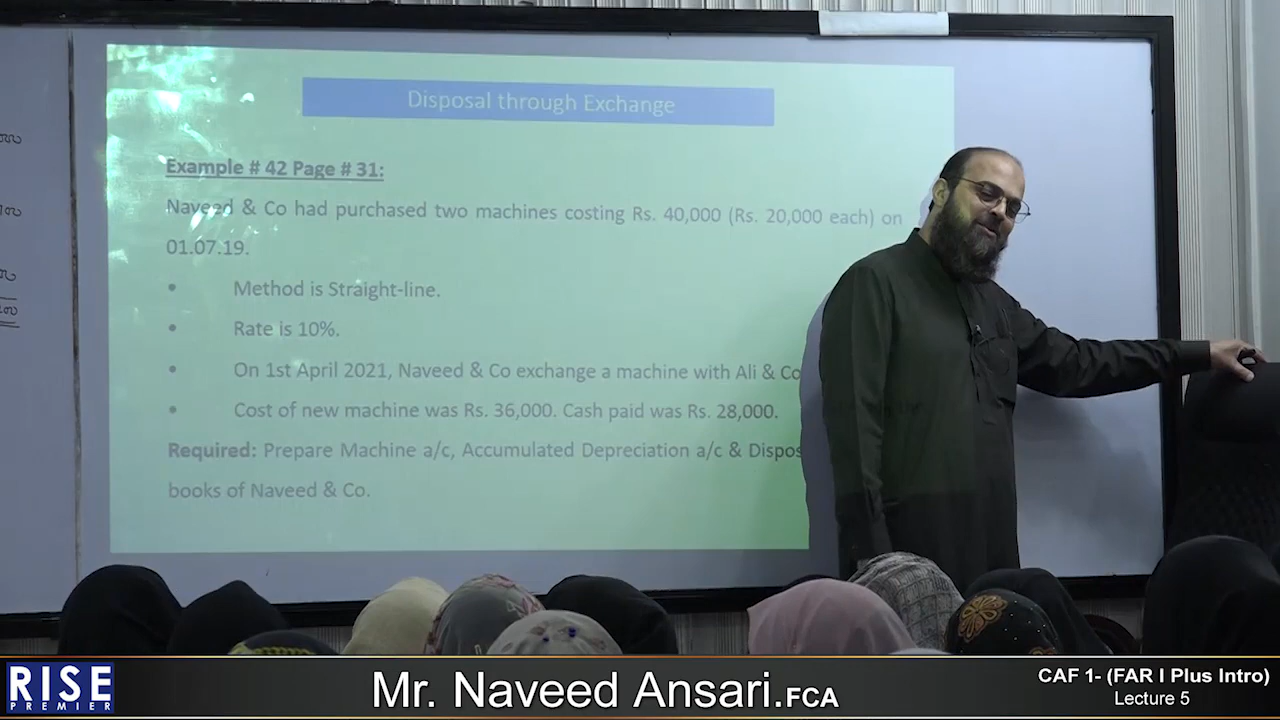 Disposal through Exchange
Example # 42 Page # 31:
Naveed & Co had purchased two machines costing Rs. 40,000 (Rs. 20,000 each) on
01.07.19.
• Method is Straight-line.
• Rate is 10%.
• On 1st April 2021, Naveed & Co exchange a machine with Ali & Co
• Cost of new machine was Rs. 36,000. Cash paid was Rs. 28,000.
Required: Prepare Machine a/c, Accumulated Depreciation a/c & Dispos
books of Naveed & Co.
RISE
PREMIER
Mr. Naveed Ansari.FCA
CAF 1- (FAR I Plus Intro)
Lecture 5